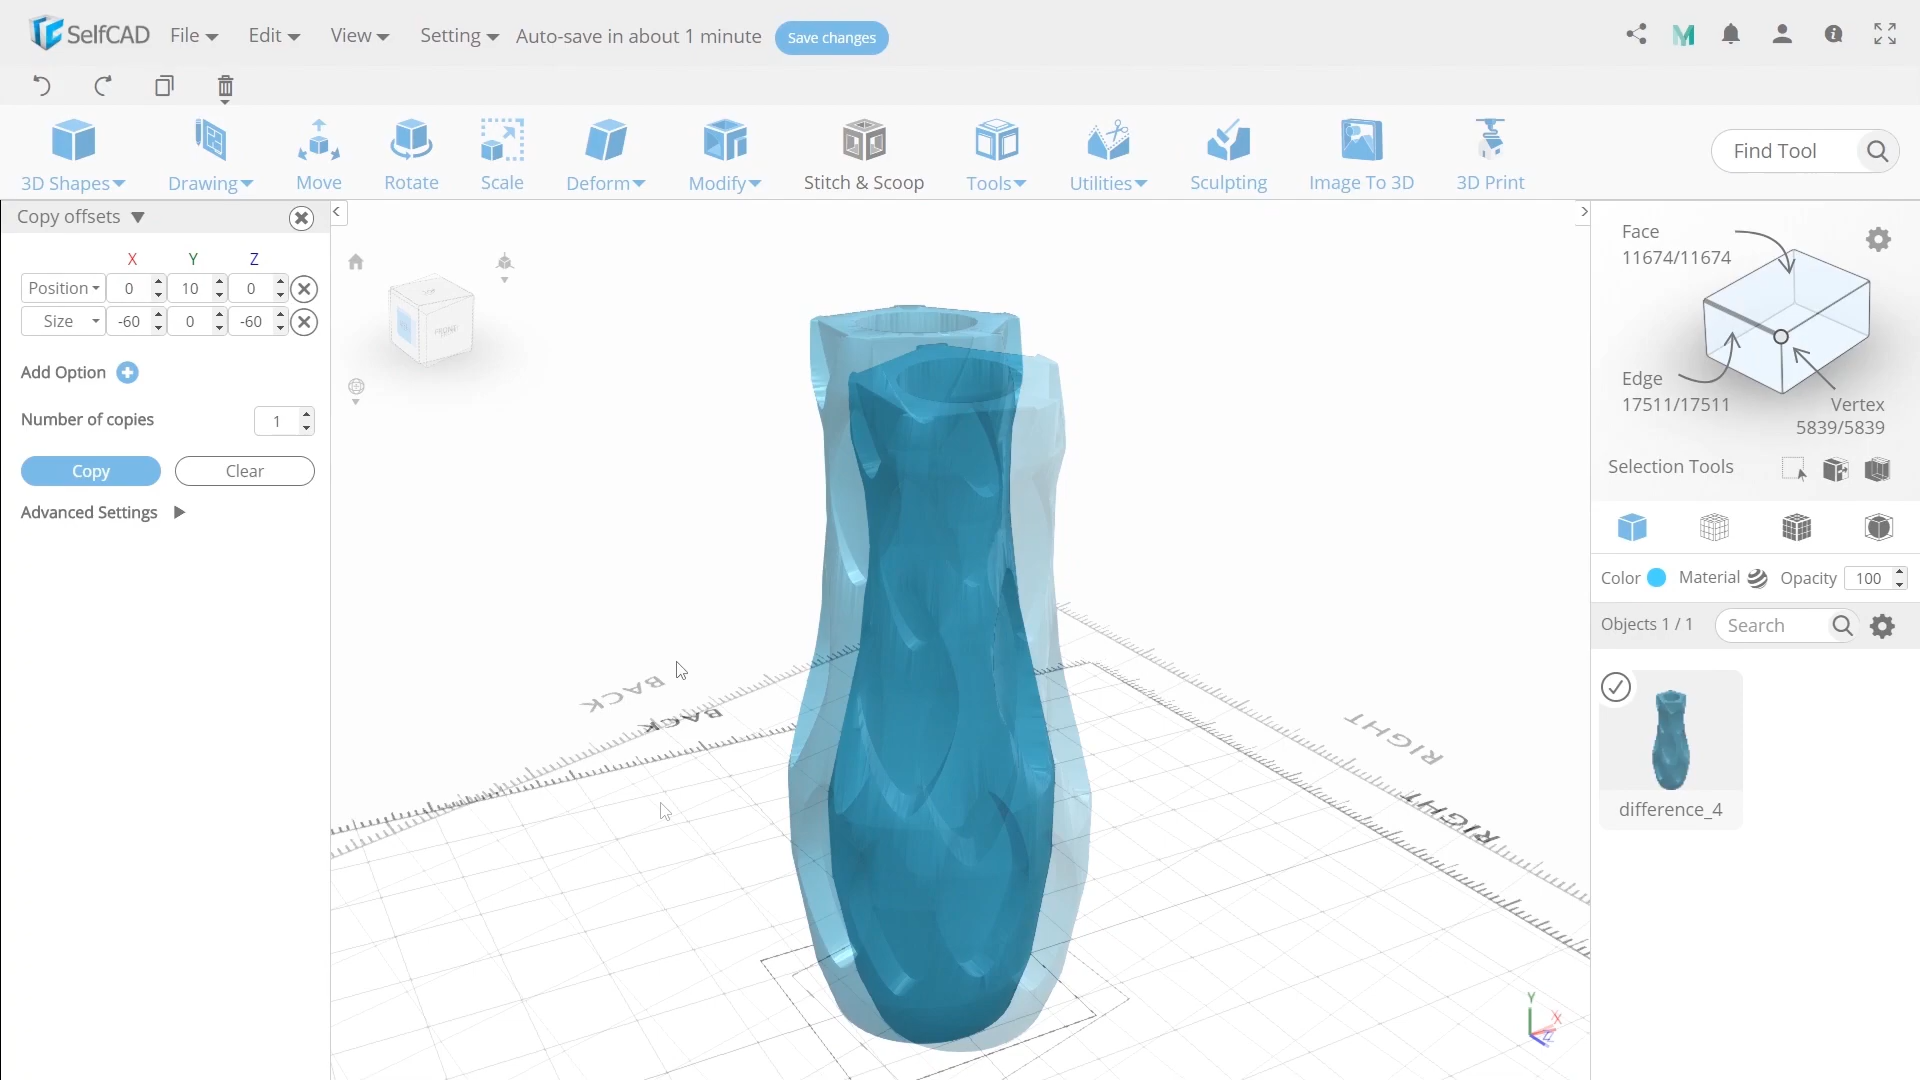 SelfCAD File Edit View Setting Auto-save in about 1 minute Save changes
3D Shapes Drawing Move Rotate Scale Deform Modify Stitch & Scoop Tools Utilities Sculpting Image To 3D 3D Print
Find Tool
Copy offsets
X Y Z
Position 0 10 0
Size -60 0 -60
Add Option
Number of copies 1
Copy Clear
Advanced Settings
BACK
BACK
RIGHT
RIGHT
Y
X
Z
Face
11674/11674
Edge
17511/17511
Vertex
5839/5839
Selection Tools
Color Material Opacity 100
Objects 1 / 1 Search
difference_4